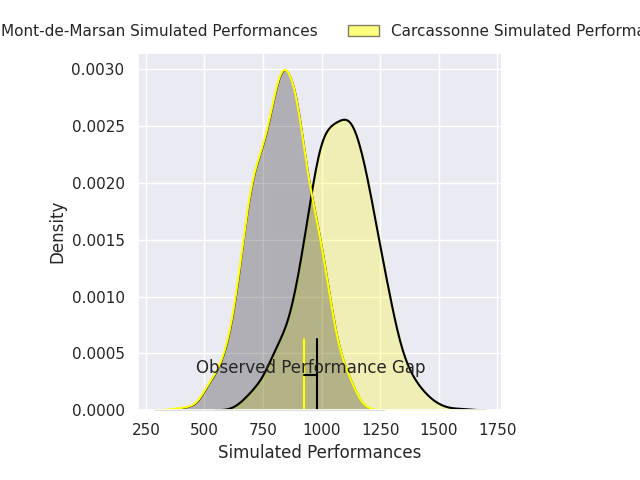 Mont-de-Marsan Simulated Performances
Carcassonne Simulated Performa
0.0030
0.0025
0.0020
0.0015
0.0010
0.0005
0.0000
Density
Observed Performance Gap
250 500 750 1000 1250 1500 1750
Simulated Performances